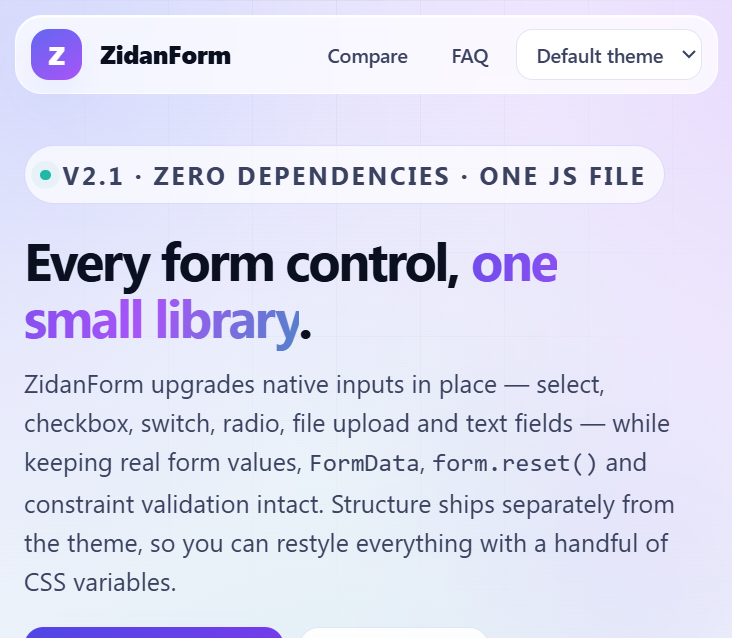 Z ZidanForm Compare FAQ Default theme
V2.1 · ZERO DEPENDENCIES · ONE JS FILE
Every form control, one
small library.
ZidanForm upgrades native inputs in place — select,
checkbox, switch, radio, file upload and text fields — while
keeping real form values, FormData, form.reset() and
constraint validation intact. Structure ships separately from
the theme, so you can restyle everything with a handful of
CSS variables.